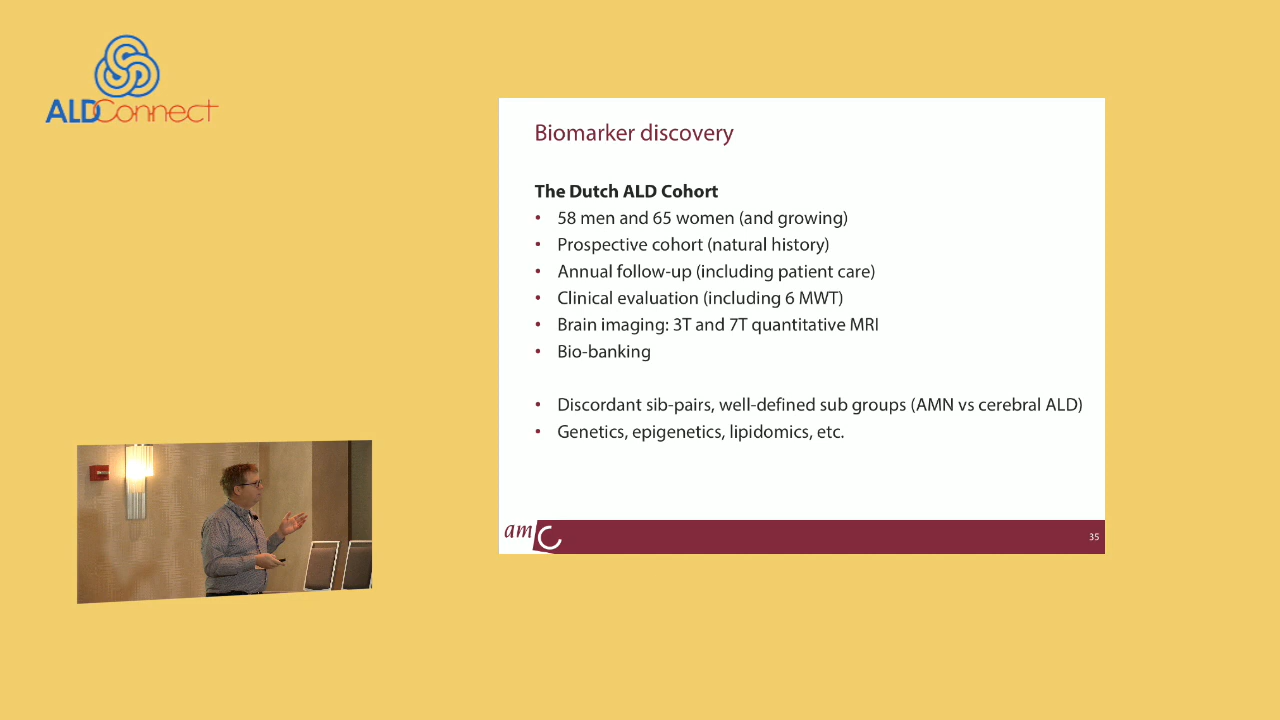 ALDConnect
Biomarker discovery
The Dutch ALD Cohort
• 58 men and 65 women (and growing)
• Prospective cohort (natural history)
• Annual follow-up (including patient care)
• Clinical evaluation (including 6 MWT)
• Brain imaging: 3T and 7T quantitative MRI
• Bio-banking
• Discordant sib-pairs, well-defined sub groups (AMN vs cerebral ALD)
• Genetics, epigenetics, lipidomics, etc.
amC
35